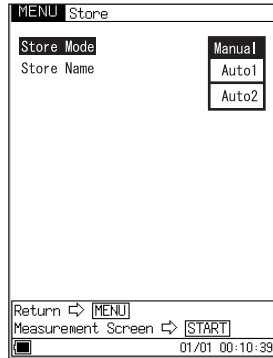 MENU Store
Store Mode Manual
Store Name Auto1
Auto2
Return ⇨ MENU
Measurement Screen ⇨ START
01/01 00:10:39